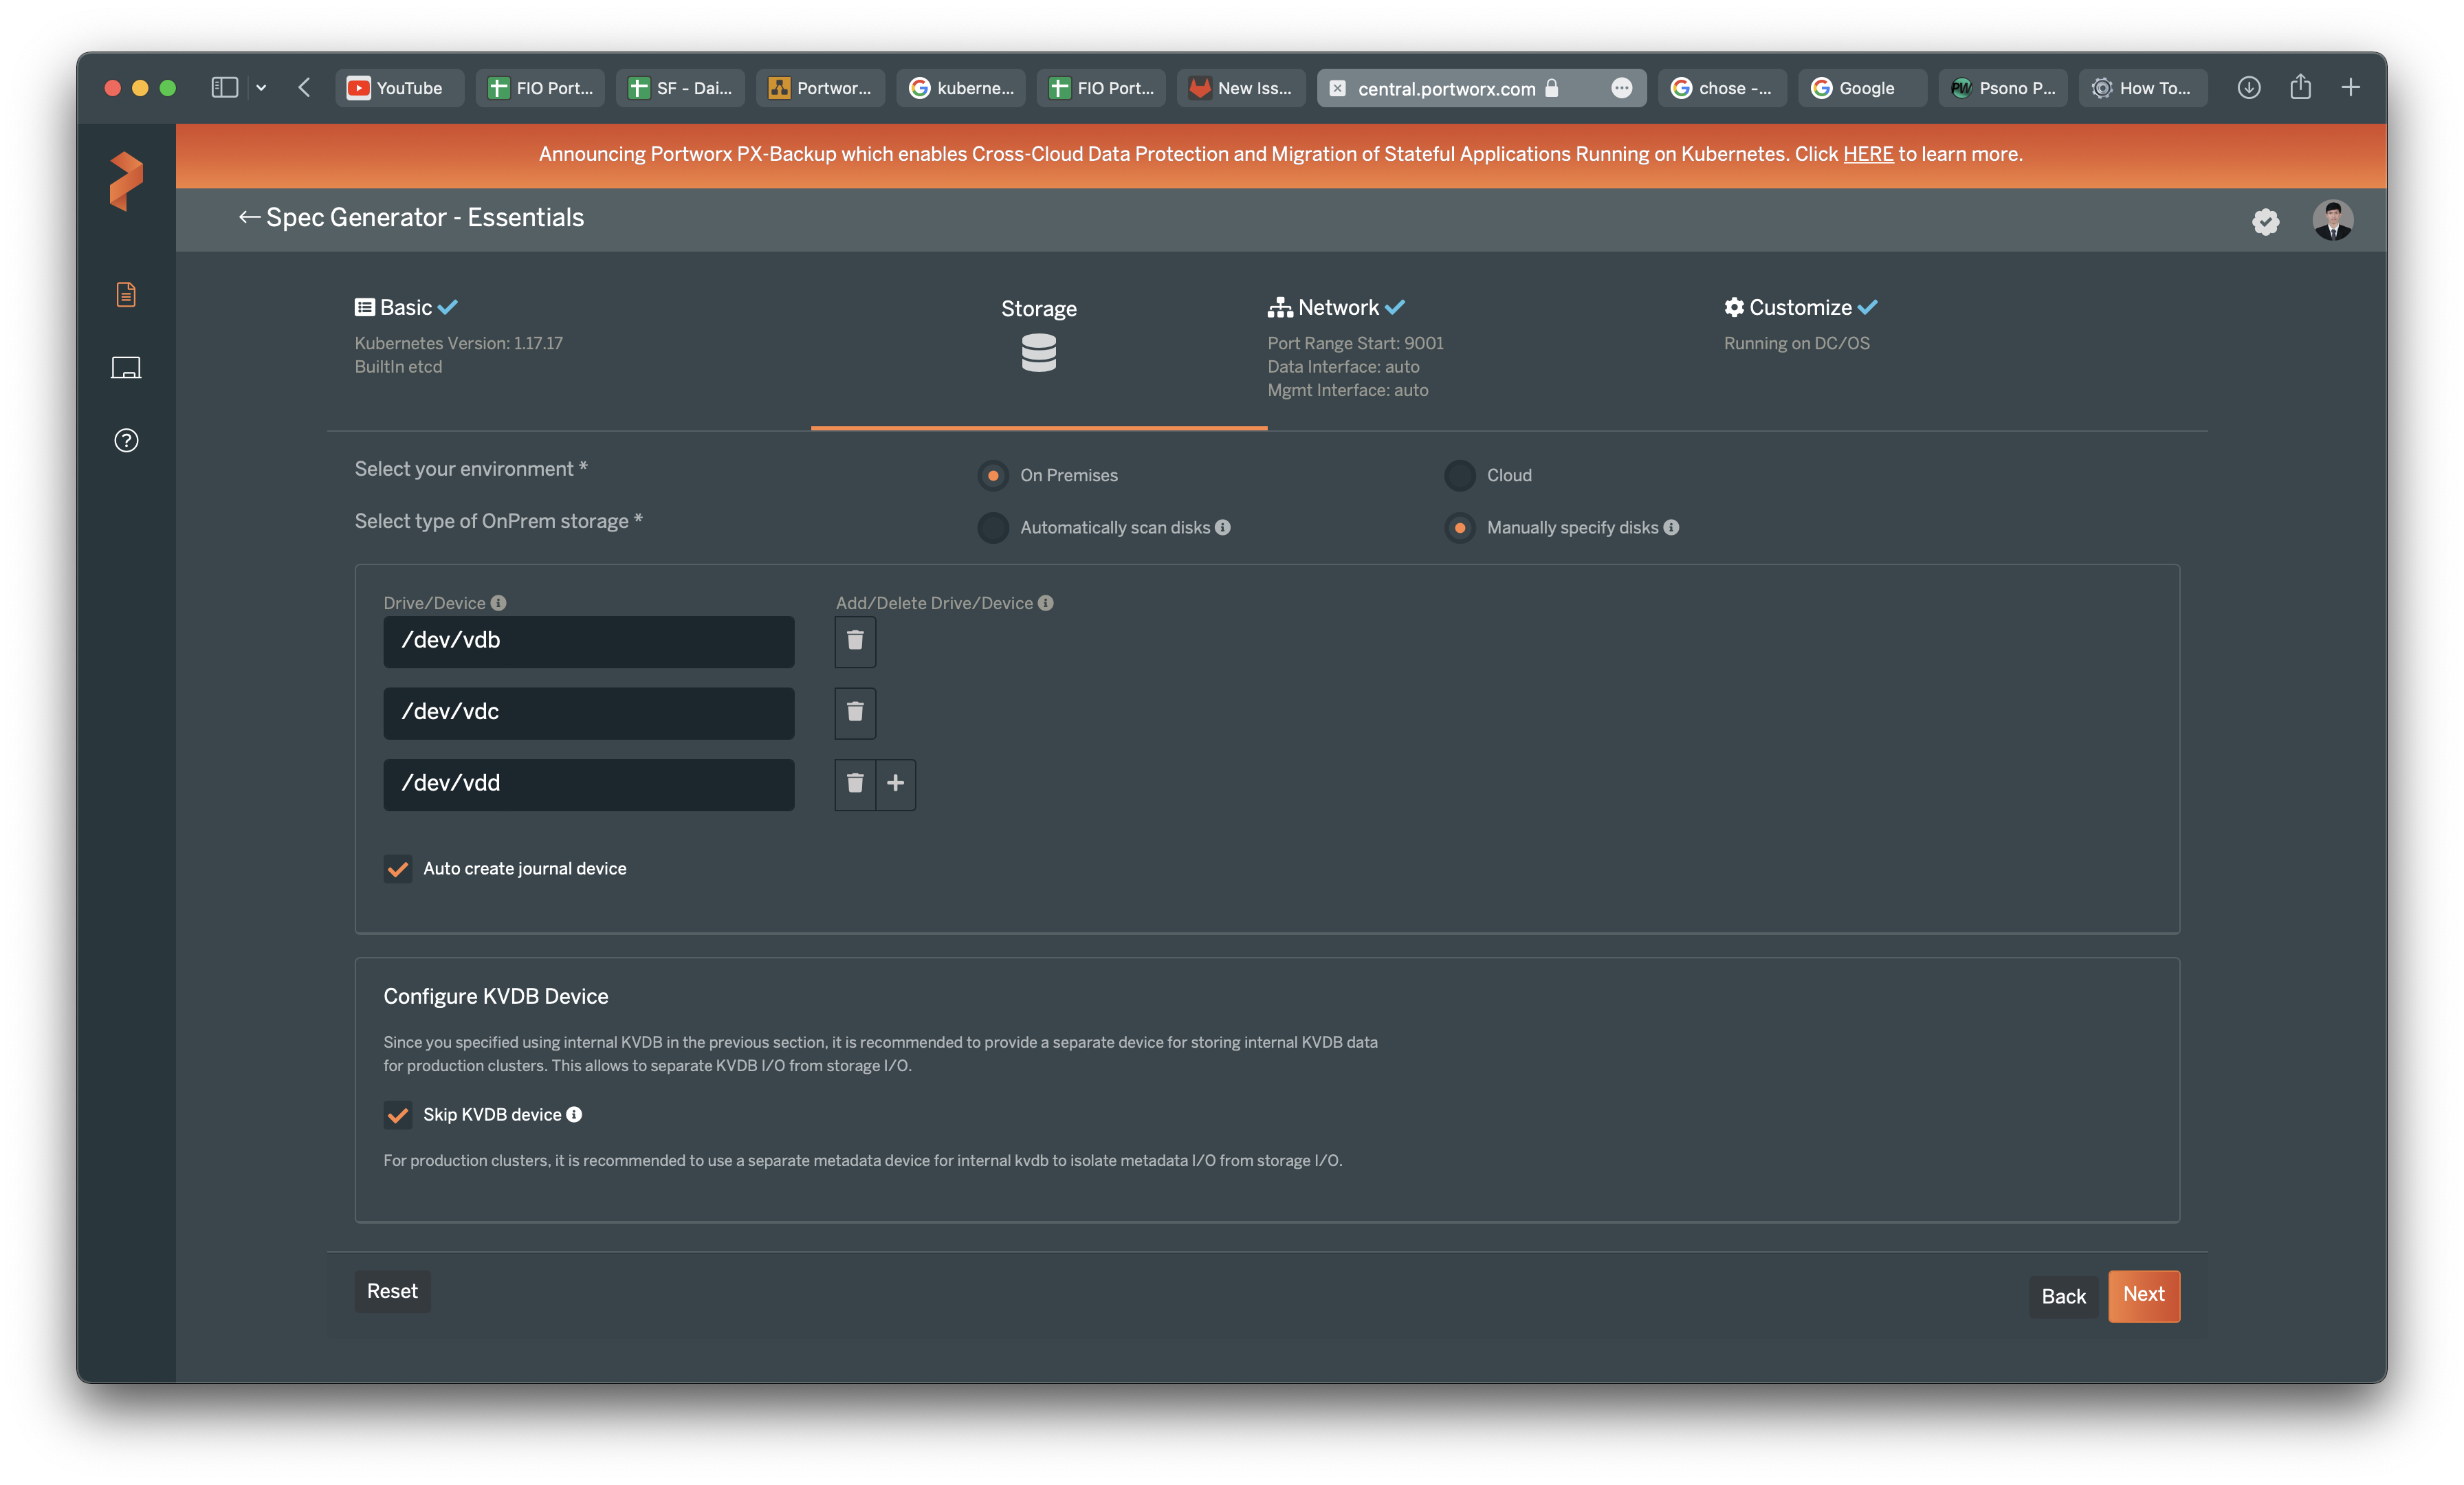 YouTube
FIO Port...
SF - Dai...
Portwor...
kuberne...
FIO Port...
New Iss...
central.portworx.com
chose -...
Google
PW
Psono P...
How To...
Announcing Portworx PX-Backup which enables Cross-Cloud Data Protection and Migration of Stateful Applications Running on Kubernetes. Click HERE to learn more.
Spec Generator - Essentials
Basic
Kubernetes Version: 1.17.17
BuiltIn etcd
Storage
Network
Port Range Start: 9001
Data Interface: auto
Mgmt Interface: auto
Customize
Running on DC/OS
Select your environment *
On Premises
Cloud
Select type of OnPrem storage *
Automatically scan disks
Manually specify disks
Drive/Device
Add/Delete Drive/Device
/dev/vdb
/dev/vdc
/dev/vdd
Auto create journal device
Configure KVDB Device
Since you specified using internal KVDB in the previous section, it is recommended to provide a separate device for storing internal KVDB data
for production clusters. This allows to separate KVDB I/O from storage I/O.
Skip KVDB device
For production clusters, it is recommended to use a separate metadata device for internal kvdb to isolate metadata I/O from storage I/O.
Reset
Back
Next